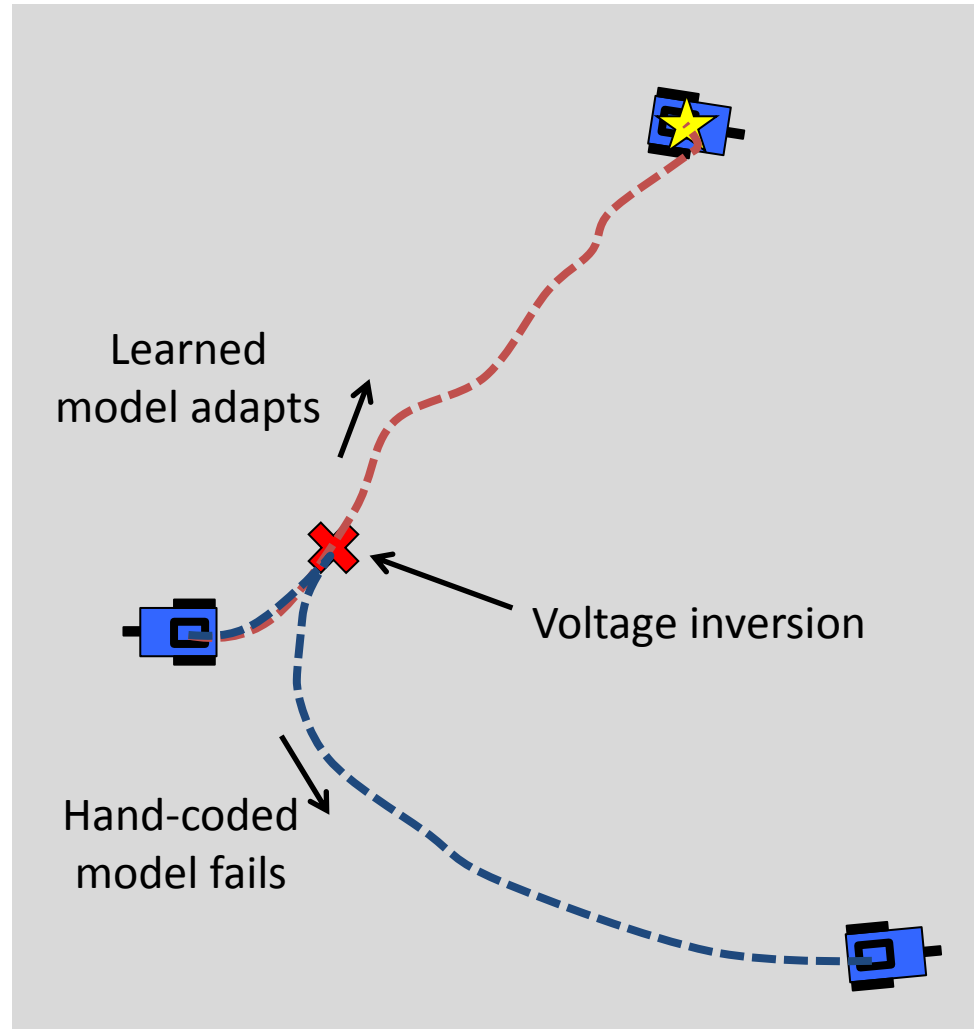 Learned
model adapts
Voltage inversion
Hand-coded
model fails